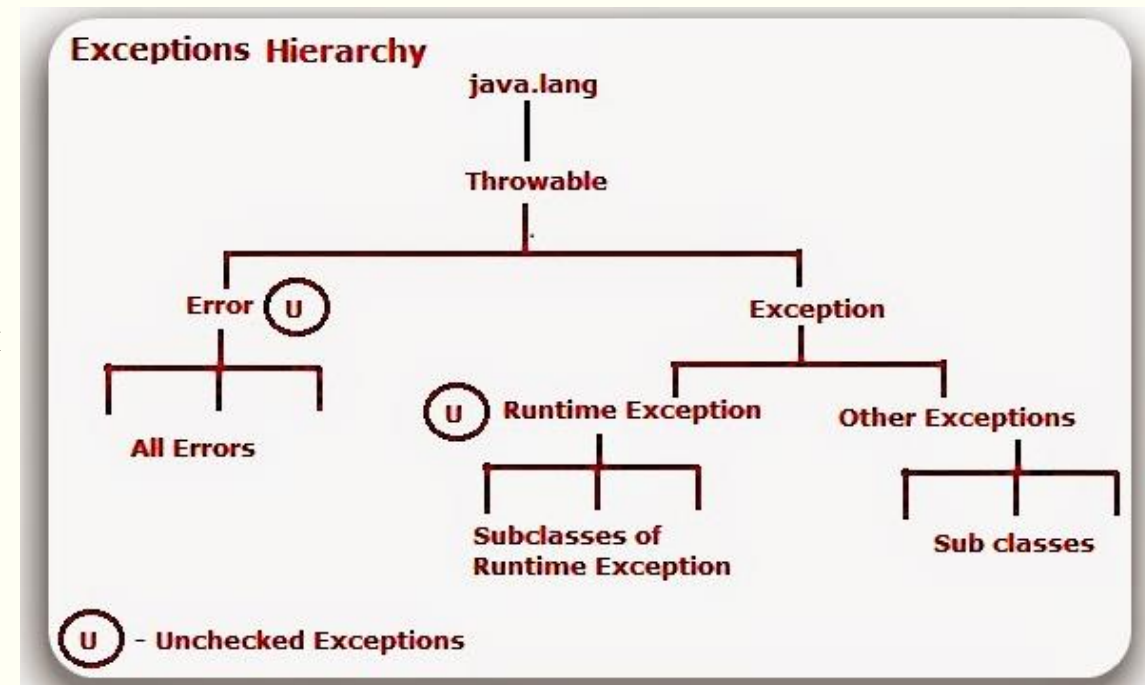 Exceptions Hierarchy
java.lang
Throwable
Error U
Exception
U Runtime Exception
Other Exceptions
All Errors
Subclasses of
Runtime Exception
Sub classes
U - Unchecked Exceptions